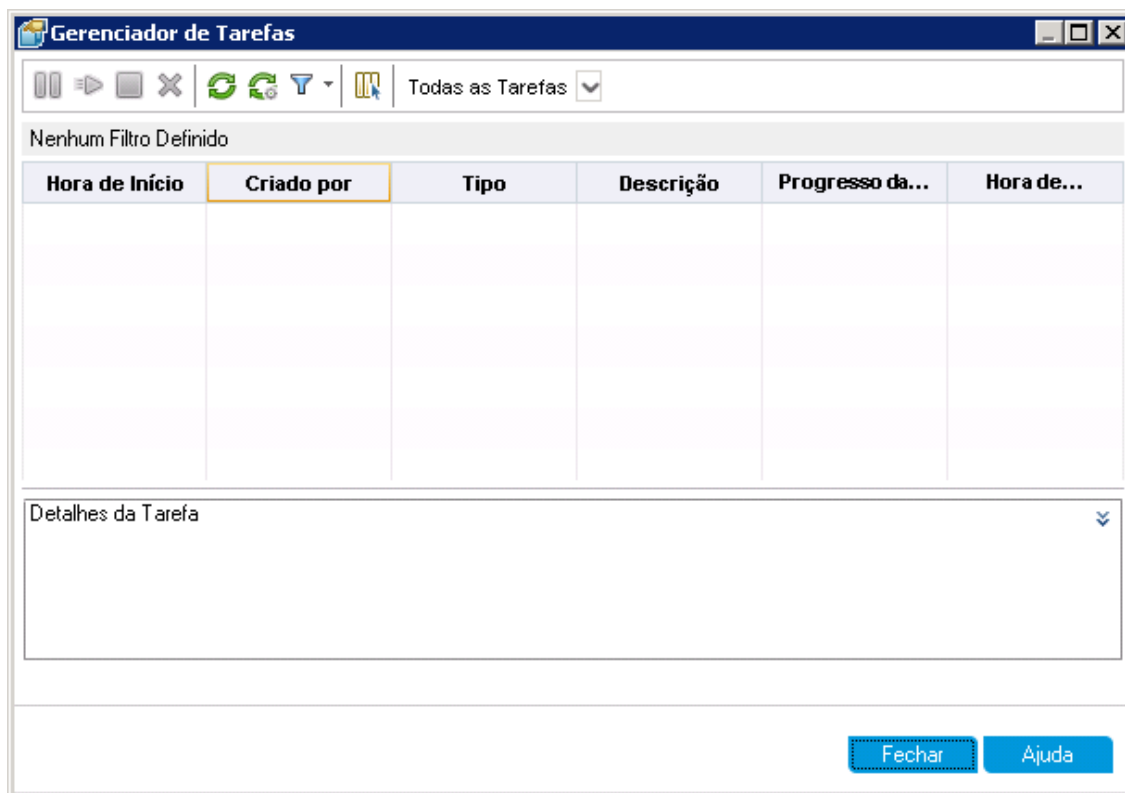 Gerenciador de Tarefas
Todas as Tarefas
Nenhum Filtro Definido
Hora de Início Criado por Tipo Descrição Progresso da... Hora de...
Detalhes da Tarefa
Fechar Ajuda